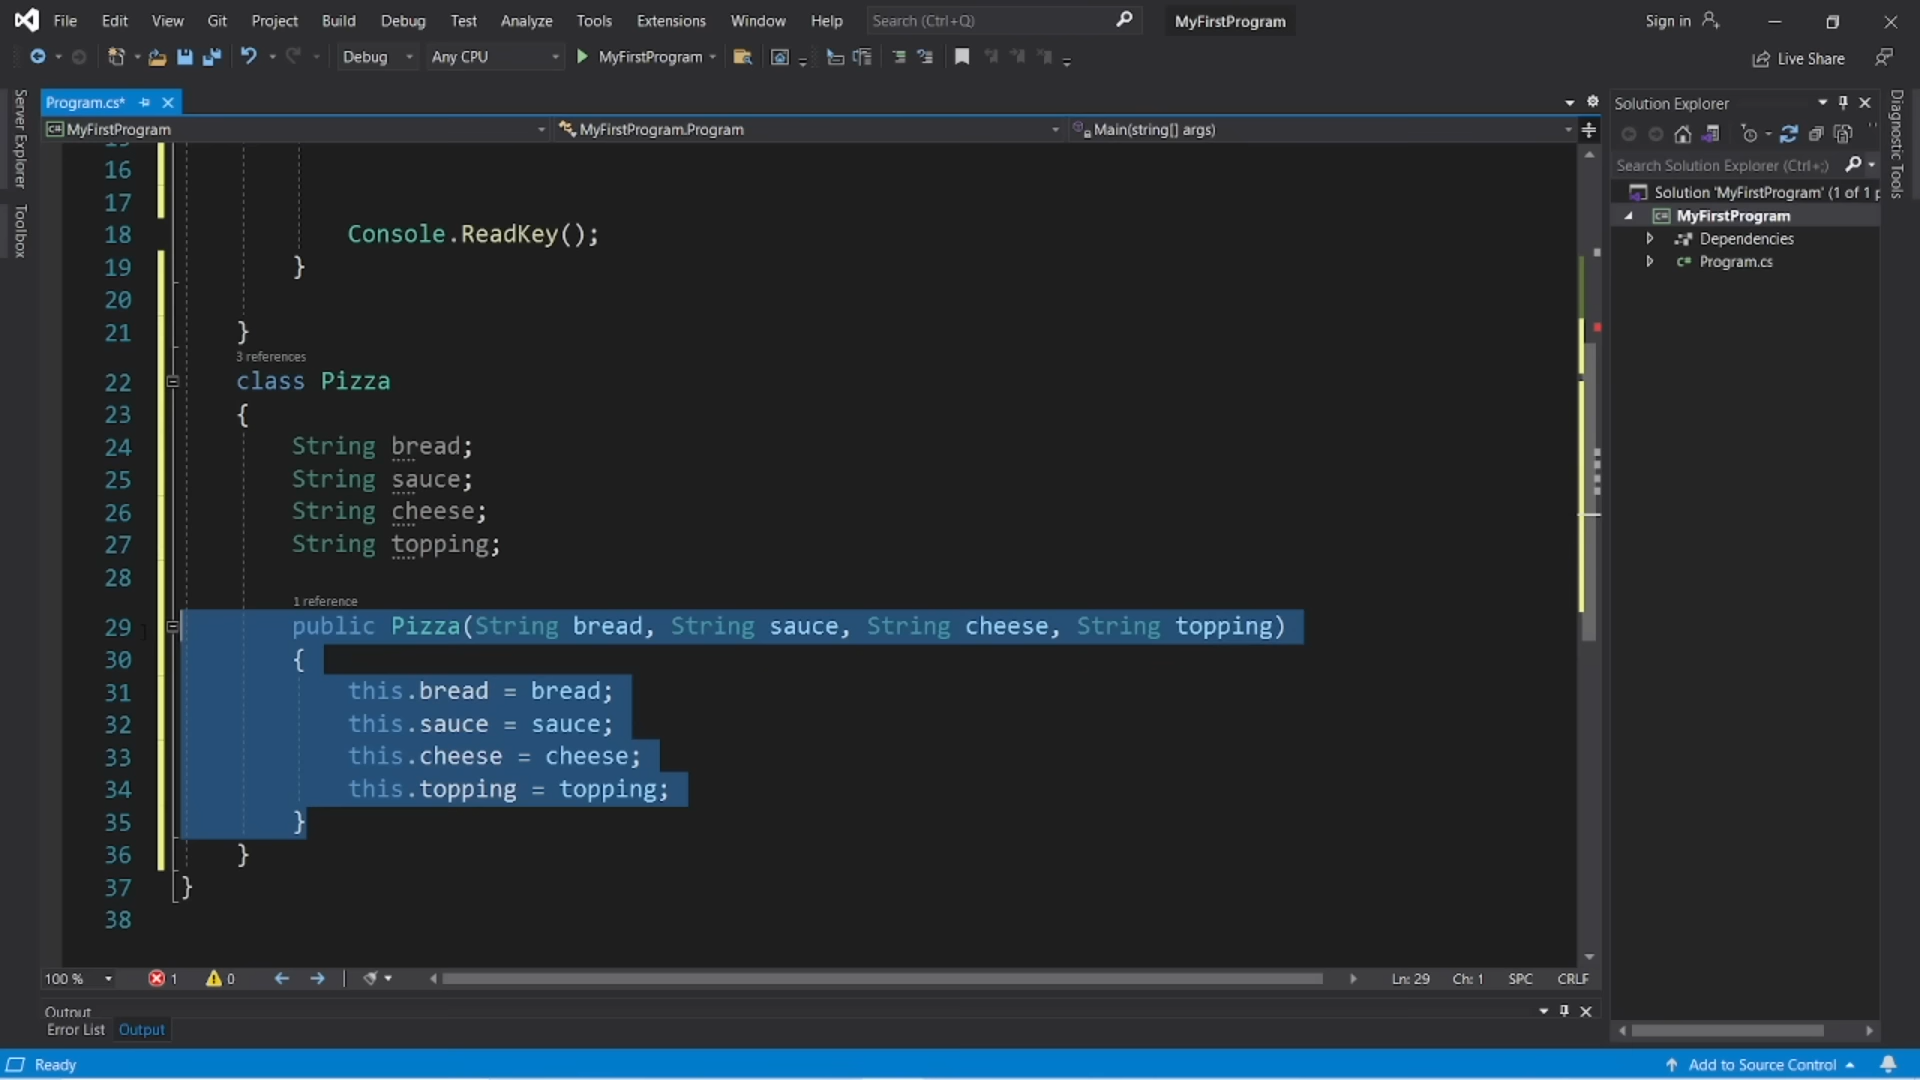 File Edit View Git Project Build Debug Test Analyze Tools Extensions Window Help Search (Ctrl+Q) MyFirstProgram Sign in
Debug Any CPU MyFirstProgram Live Share
Server Explorer
Toolbox
Program.cs*
MyFirstProgram MyFirstProgram.Program Main(string[] args)
16
17
18 Console.ReadKey();
19 }
20
21 }
3 references
22 class Pizza
23 {
24 String bread;
25 String sauce;
26 String cheese;
27 String topping;
28
1 reference
29 public Pizza(String bread, String sauce, String cheese, String topping)
30 {
31 this.bread = bread;
32 this.sauce = sauce;
33 this.cheese = cheese;
34 this.topping = topping;
35 }
36 }
37 }
38
100 % 1 0 Ln: 29 Ch: 1 SPC CRLF
Output
Error List Output
Solution Explorer
Search Solution Explorer (Ctrl+;)
Solution 'MyFirstProgram' (1 of 1 p
MyFirstProgram
Dependencies
C# Program.cs
Diagnostic Tools
Ready Add to Source Control